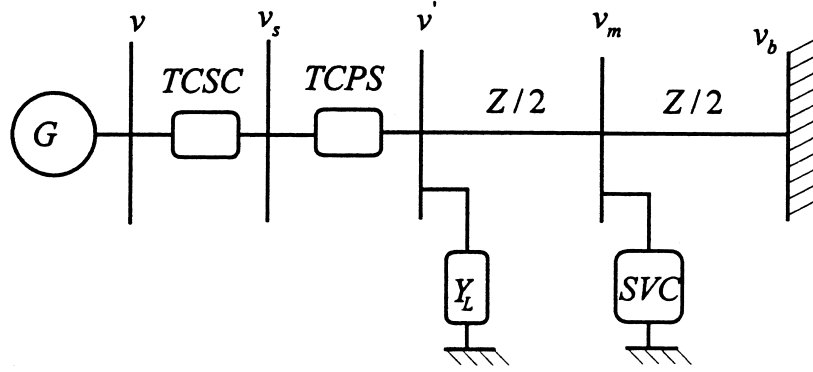 v v_s v' v_m v_b
TCSC TCPS Z/2 Z/2
G
Y_L SVC